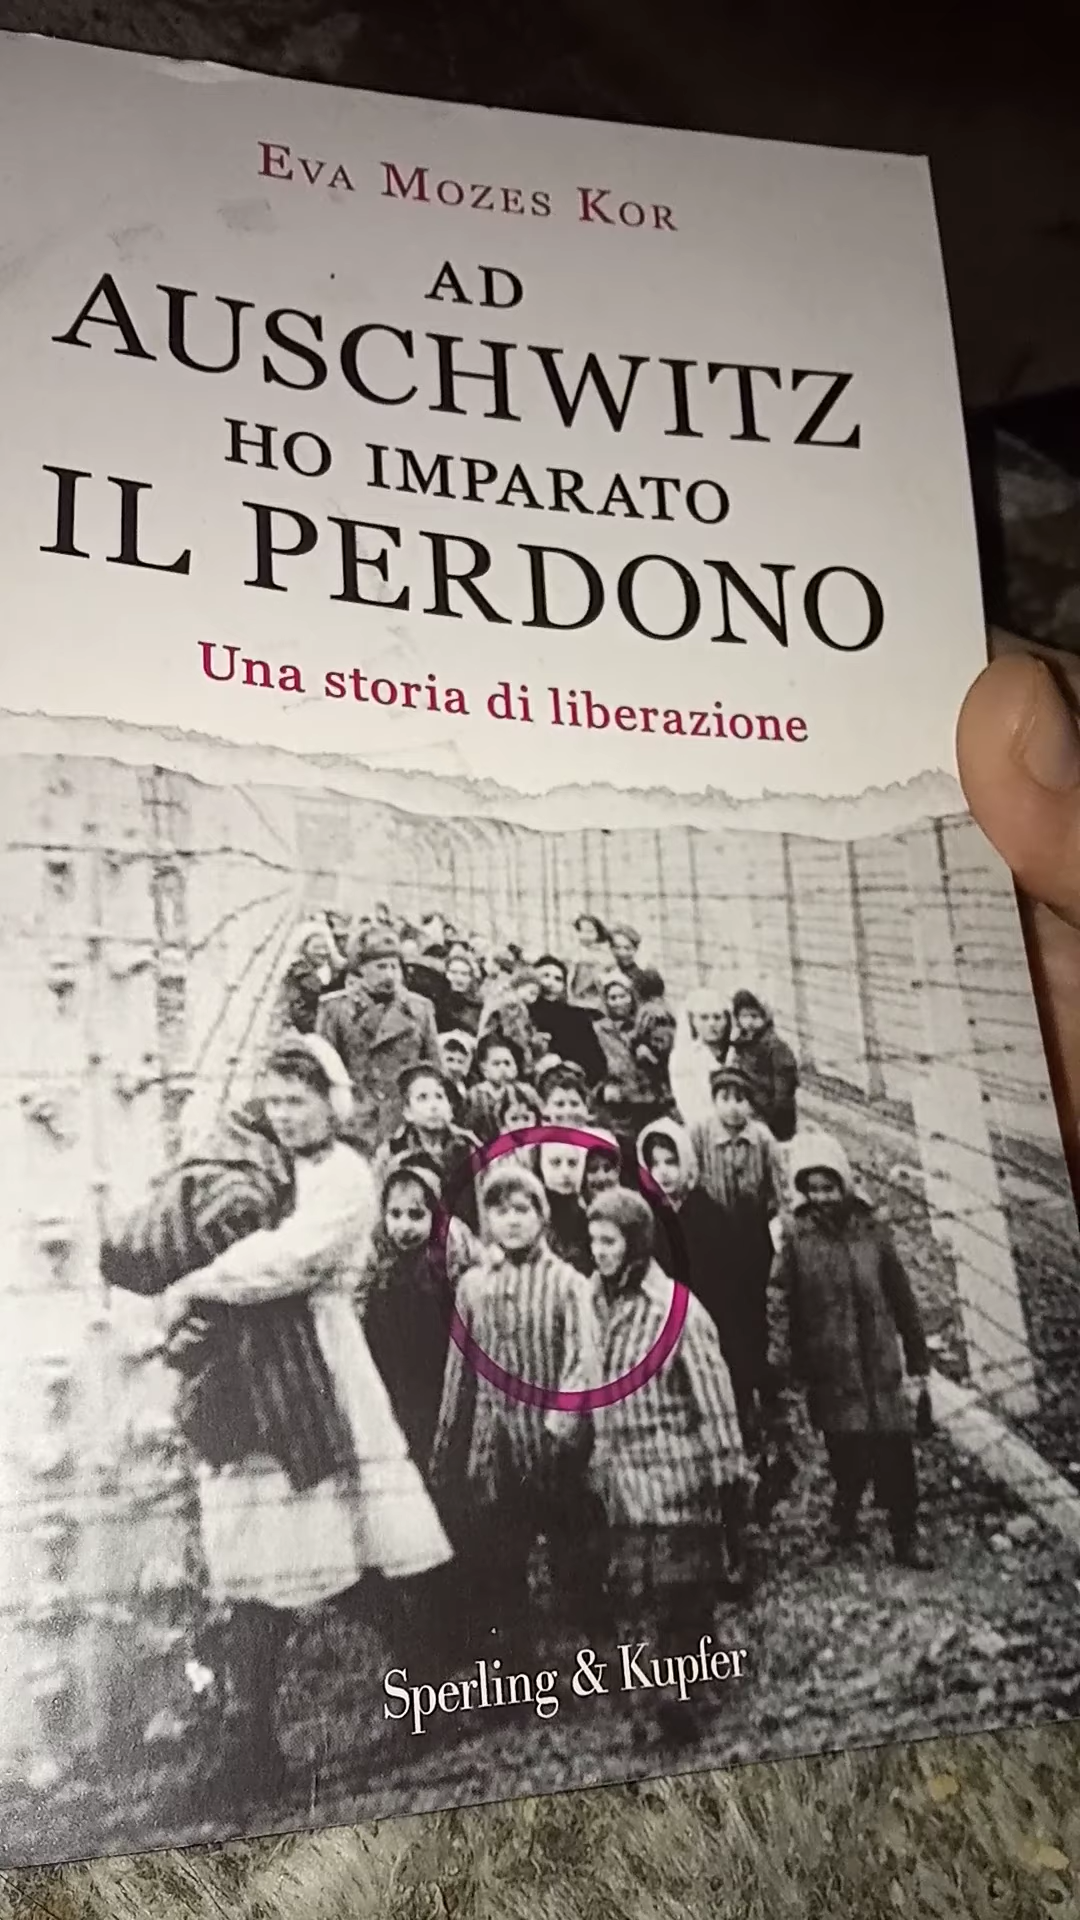 EVA MOZES KOR
AD
AUSCHWITZ
HO IMPARATO
IL PERDONO
Una storia di liberazione
Sperling & Kupfer